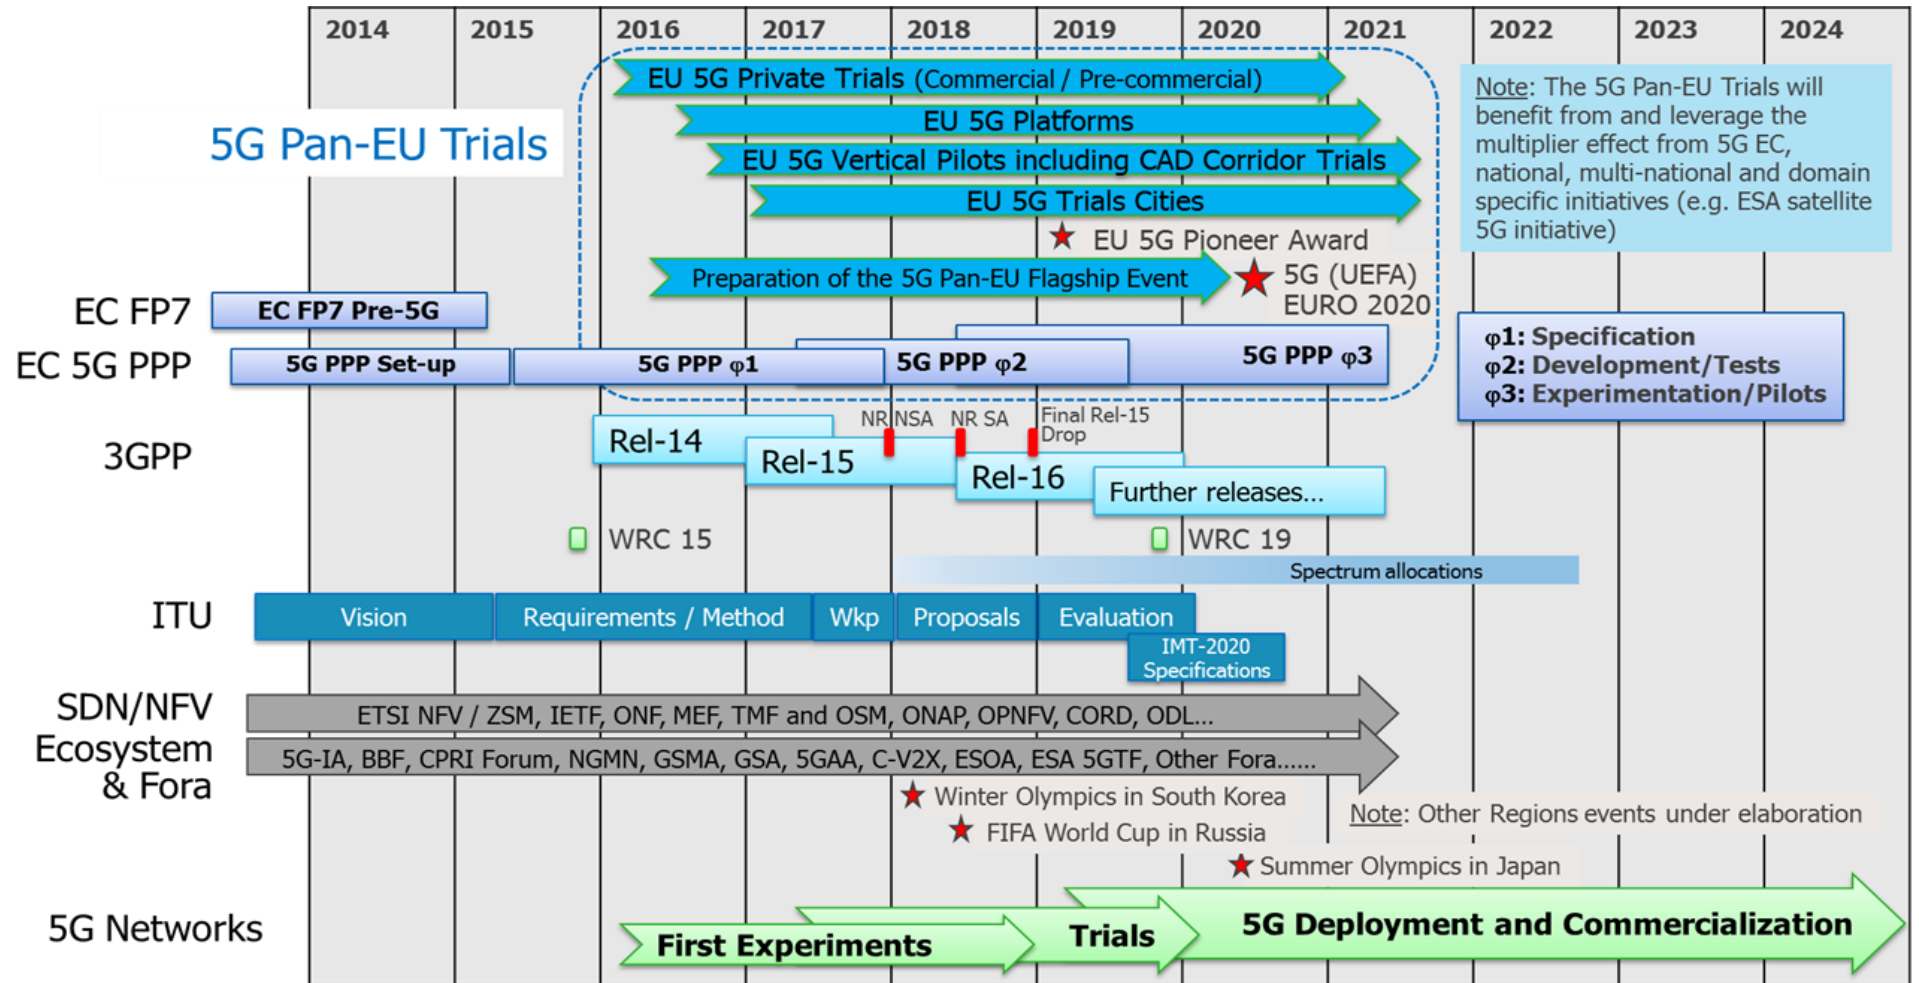 2014 2015 2016 2017 2018 2019 2020 2021 2022 2023 2024
EU 5G Private Trials (Commercial / Pre-commercial)
EU 5G Platforms
5G Pan-EU Trials
EU 5G Vertical Pilots including CAD Corridor Trials
EU 5G Trials Cities
EU 5G Pioneer Award
Preparation of the 5G Pan-EU Flagship Event
5G (UEFA)
EURO 2020
Note: The 5G Pan-EU Trials will
benefit from and leverage the
multiplier effect from 5G EC,
national, multi-national and domain
specific initiatives (e.g. ESA satellite
5G initiative)
EC FP7
EC FP7 Pre-5G
EC 5G PPP
5G PPP Set-up
5G PPP φ1
5G PPP φ2
5G PPP φ3
φ1: Specification
φ2: Development/Tests
φ3: Experimentation/Pilots
3GPP
Rel-14
Rel-15
NR NSA
NR SA
Final Rel-15
Drop
Rel-16
Further releases...
WRC 15
WRC 19
Spectrum allocations
ITU
Vision
Requirements / Method
Wkp
Proposals
Evaluation
IMT-2020
Specifications
SDN/NFV
ETSI NFV / ZSM, IETF, ONF, MEF, TMF and OSM, ONAP, OPNFV, CORD, ODL...
Ecosystem
& Fora
5G-IA, BBF, CPRI Forum, NGMN, GSMA, GSA, 5GAA, C-V2X, ESOA, ESA 5GTF, Other Fora......
Winter Olympics in South Korea
FIFA World Cup in Russia
Note: Other Regions events under elaboration
Summer Olympics in Japan
5G Networks
First Experiments
Trials
5G Deployment and Commercialization